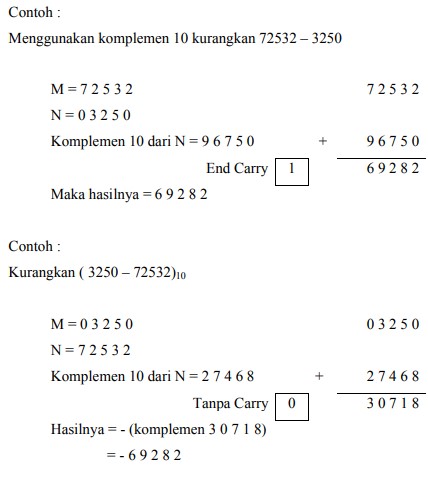 Contoh :
Menggunakan komplemen 10 kurangkan 72532 – 3250
M = 7 2 5 3 2 7 2 5 3 2
N = 0 3 2 5 0
Komplemen 10 dari N = 9 6 7 5 0 + 9 6 7 5 0
End Carry 1 6 9 2 8 2
Maka hasilnya = 6 9 2 8 2
Contoh :
Kurangkan ( 3250 – 72532)₁₀
M = 0 3 2 5 0 0 3 2 5 0
N = 7 2 5 3 2
Komplemen 10 dari N = 2 7 4 6 8 + 2 7 4 6 8
Tanpa Carry 0 3 0 7 1 8
Hasilnya = - (komplemen 3 0 7 1 8)
= - 6 9 2 8 2